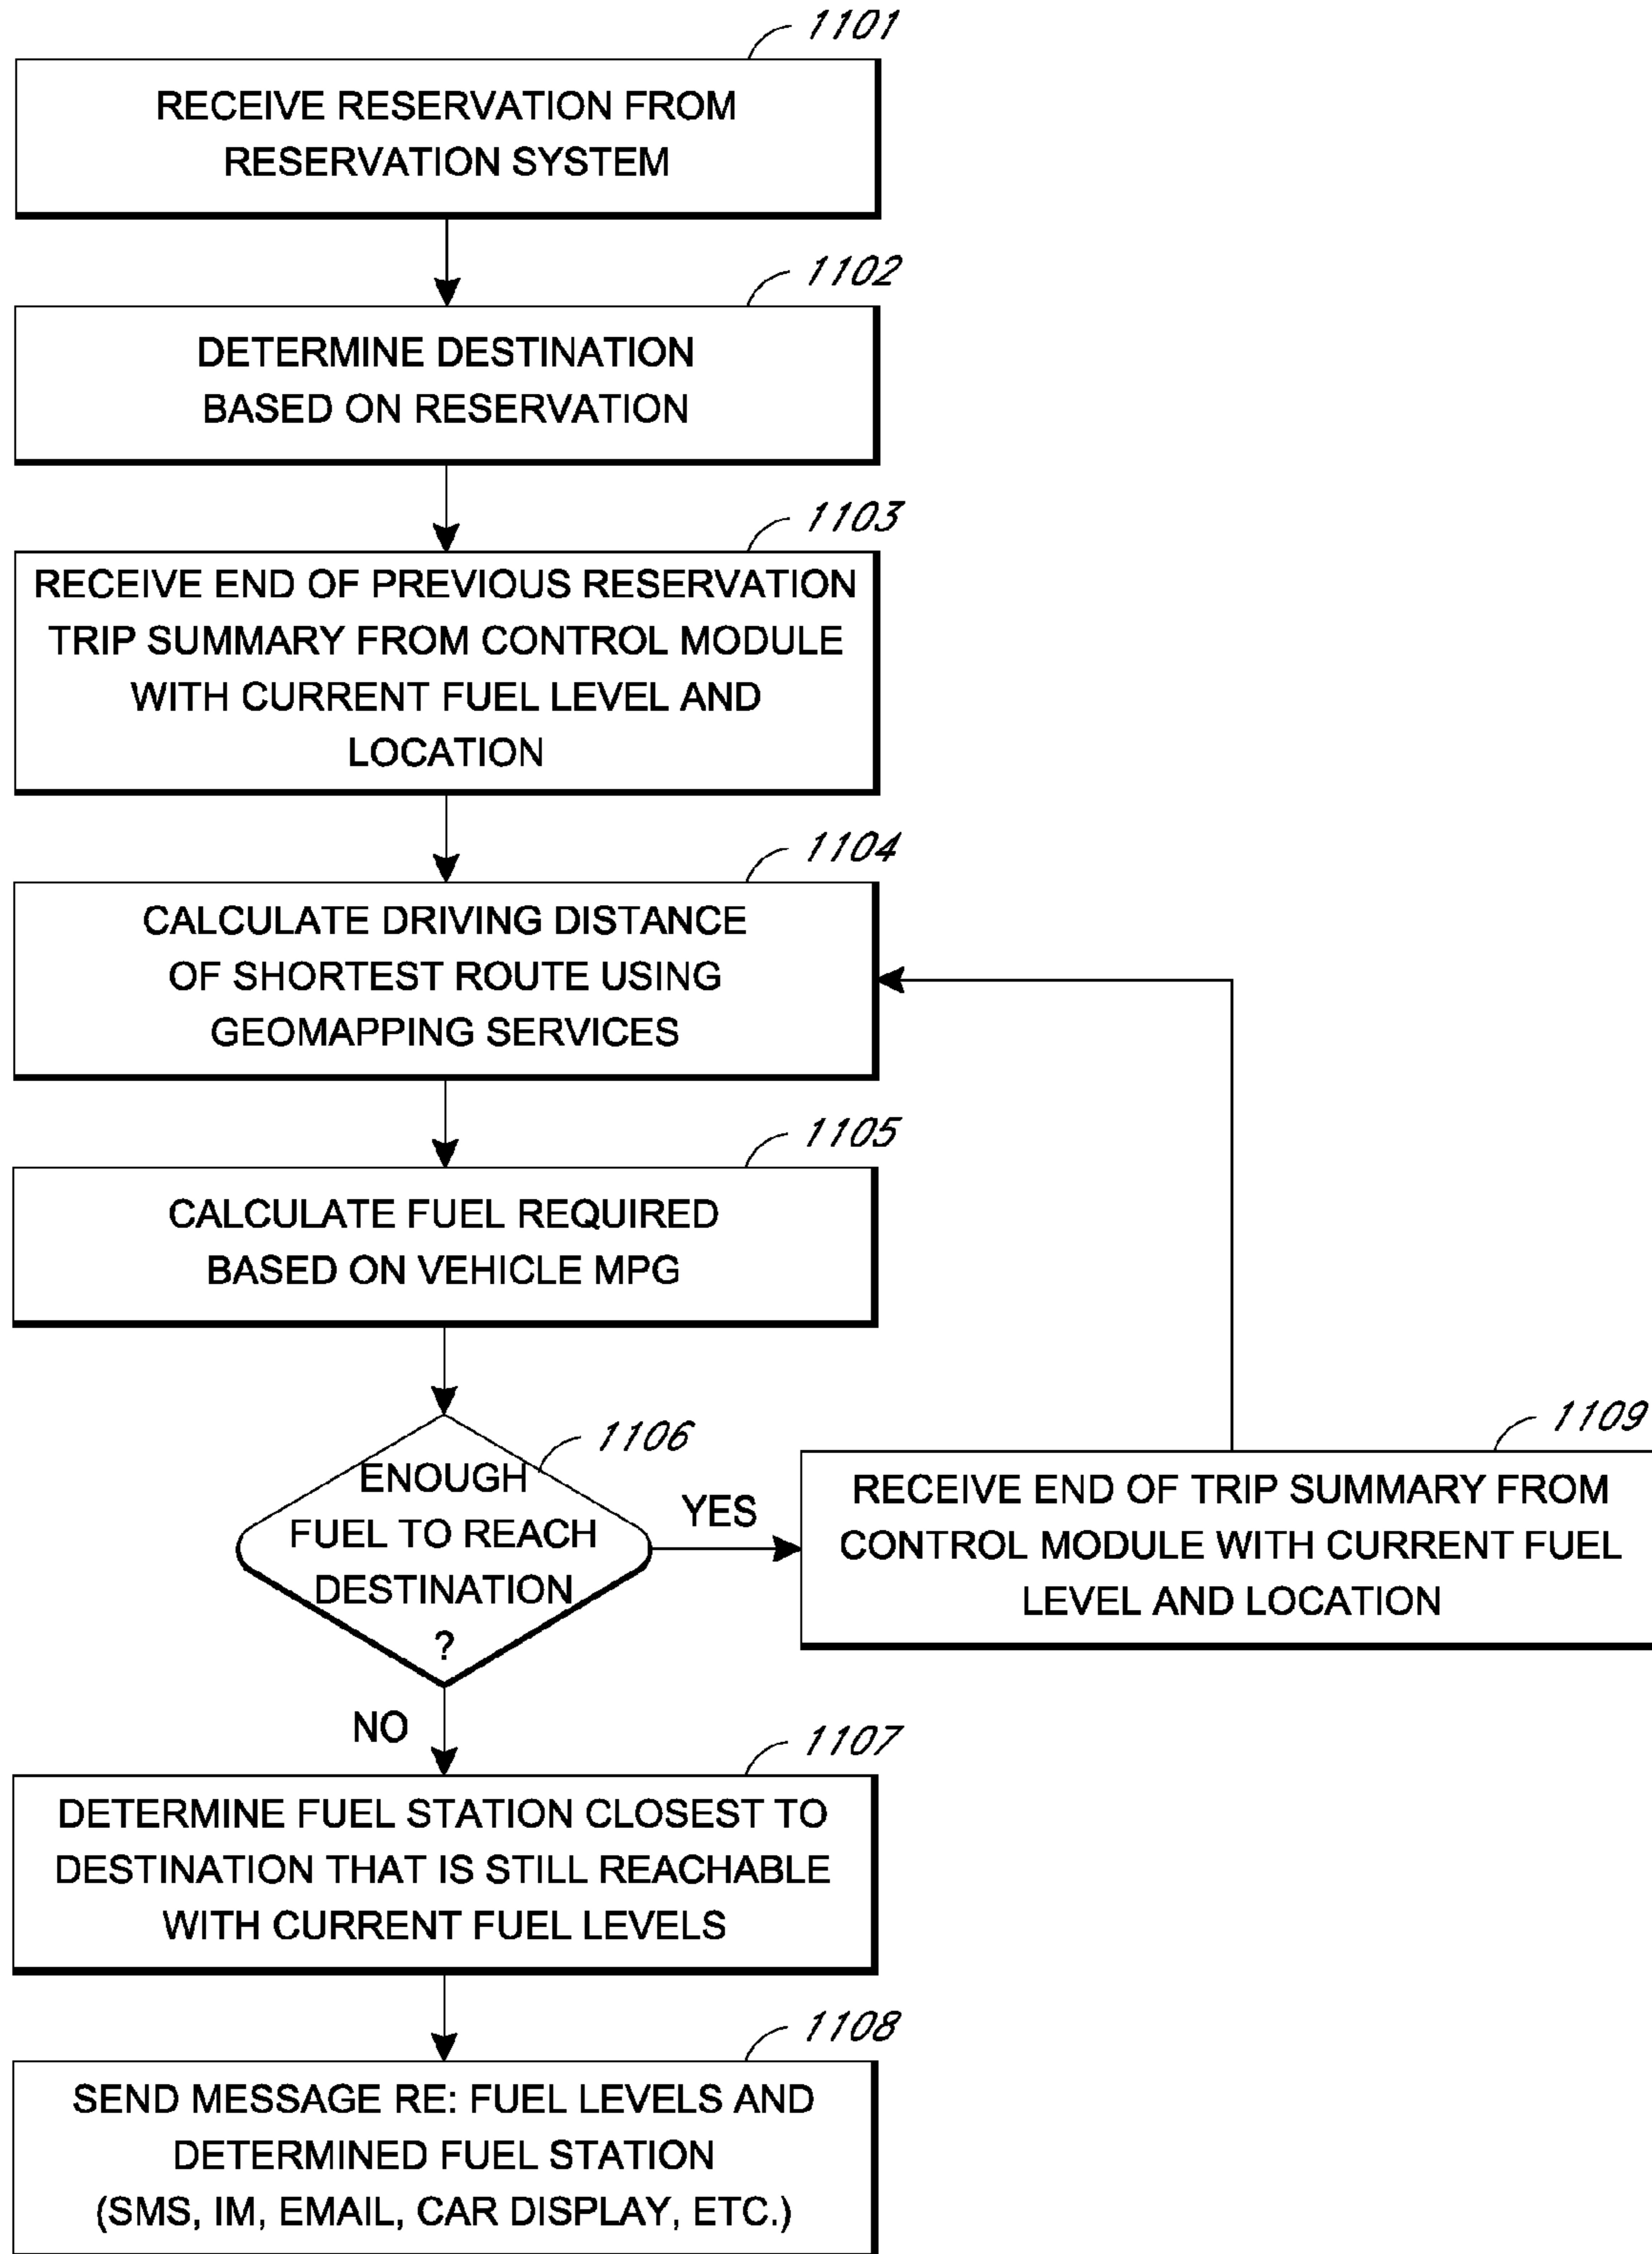 1101
RECEIVE RESERVATION FROM
RESERVATION SYSTEM
1102
DETERMINE DESTINATION
BASED ON RESERVATION
1103
RECEIVE END OF PREVIOUS RESERVATION
TRIP SUMMARY FROM CONTROL MODULE
WITH CURRENT FUEL LEVEL AND
LOCATION
1104
CALCULATE DRIVING DISTANCE
OF SHORTEST ROUTE USING
GEOMAPPING SERVICES
1105
CALCULATE FUEL REQUIRED
BASED ON VEHICLE MPG
1106
ENOUGH
FUEL TO REACH
DESTINATION
?
YES
1109
RECEIVE END OF TRIP SUMMARY FROM
CONTROL MODULE WITH CURRENT FUEL
LEVEL AND LOCATION
NO
1107
DETERMINE FUEL STATION CLOSEST TO
DESTINATION THAT IS STILL REACHABLE
WITH CURRENT FUEL LEVELS
1108
SEND MESSAGE RE: FUEL LEVELS AND
DETERMINED FUEL STATION
(SMS, IM, EMAIL, CAR DISPLAY, ETC.)